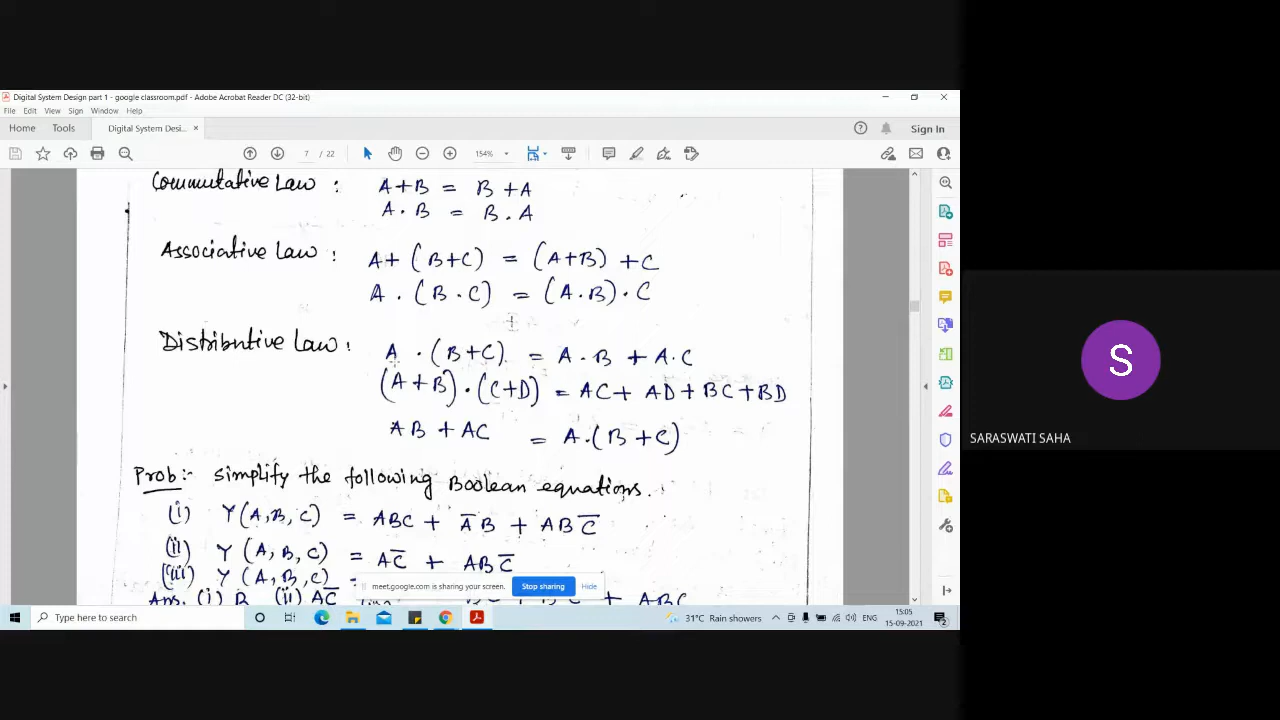 Digital System Design part 1 - google classroom.pdf - Adobe Acrobat Reader DC (32-bit)
File Edit View Sign Window Help
Home Tools Digital System Desi... × Sign In
7 / 22 154%
Commutative Law : A+B = B+A
A·B = B·A
Associative Law : A+(B+C) = (A+B)+C
A·(B·C) = (A·B)·C
Distributive Law : A·(B+C) = A·B + A·C
(A+B)·(C+D) = AC+ AD+BC+BD
AB + AC = A·(B+C)
Prob:- Simplify the following Boolean equations.
(i) Y(A,B,C) = ABC + A̅B + ABC̅
(ii) Y(A,B,C) = AC̅ + ABC̅
(iii) Y(A,B,C) =
meet.google.com is sharing your screen. Stop sharing Hide
Ans. (i) B (ii) AC̅
Type here to search
31°C Rain showers ENG
15:05
15-09-2021
2
S
SARASWATI SAHA